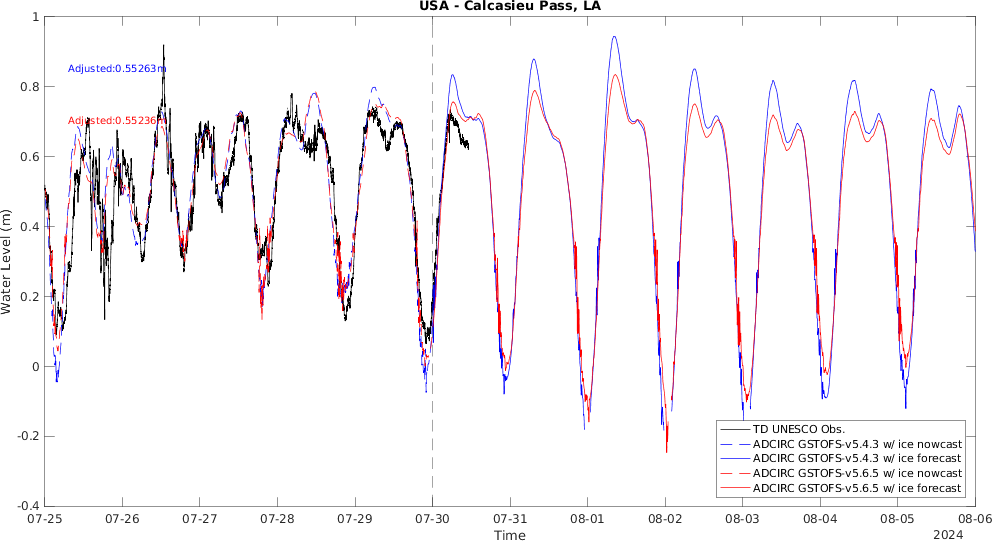 USA - Calcasieu Pass, LA
1
0.8
0.6
0.4
0.2
0
-0.2
-0.4
Water Level (m)
Adjusted:0.55263m
Adjusted:0.55236m
TD UNESCO Obs.
ADCIRC GSTOFS-v5.4.3 w/ ice nowcast
ADCIRC GSTOFS-v5.4.3 w/ ice forecast
ADCIRC GSTOFS-v5.6.5 w/ ice nowcast
ADCIRC GSTOFS-v5.6.5 w/ ice forecast
07-25 07-26 07-27 07-28 07-29 07-30 07-31 08-01 08-02 08-03 08-04 08-05 08-06
Time
2024